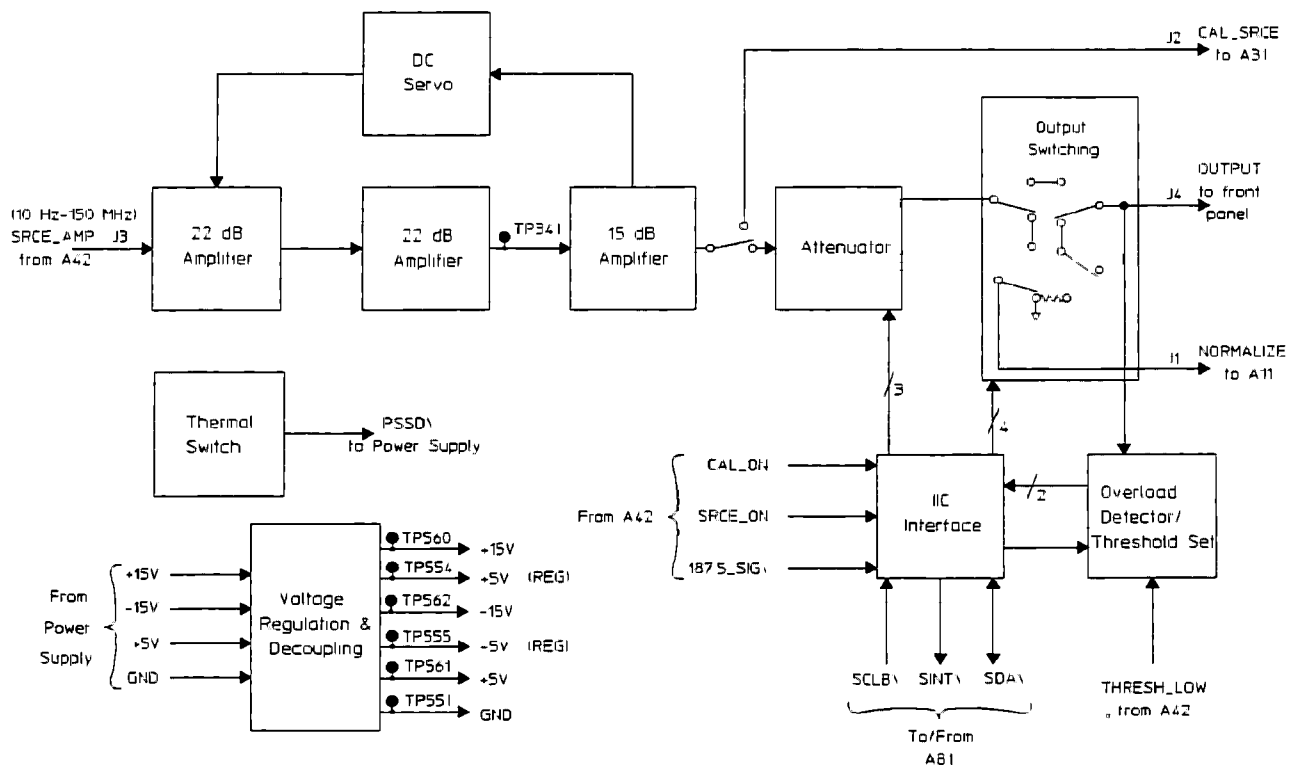 DC
Servo
J2
CAL_SRCE
to A31
Output
Switching
OUTPUT
J4
to front
panel
(10 Hz-150 MHz)
SRCE_AMP J3
from A42
22 dB
Amplifier
22 dB
Amplifier
TP341
15 dB
Amplifier
Attenuator
J1
NORMALIZE
to A11
Thermal
Switch
PSSD\
to Power Supply
3
4
From A42
CAL_ON
SRCE_ON
1875_SIG\
IIC
Interface
2
Overload
Detector/
Threshold Set
From
Power
Supply
+15V
-15V
+5V
GND
Voltage
Regulation &
Decoupling
TP560
+15V
TP554
+5V (REG)
TP562
-15V
TP555
-5V (REG)
TP561
+5V
TP551
GND
SCLB\
SINT\
SDA\
To/From
A81
THRESH_LOW
from A42